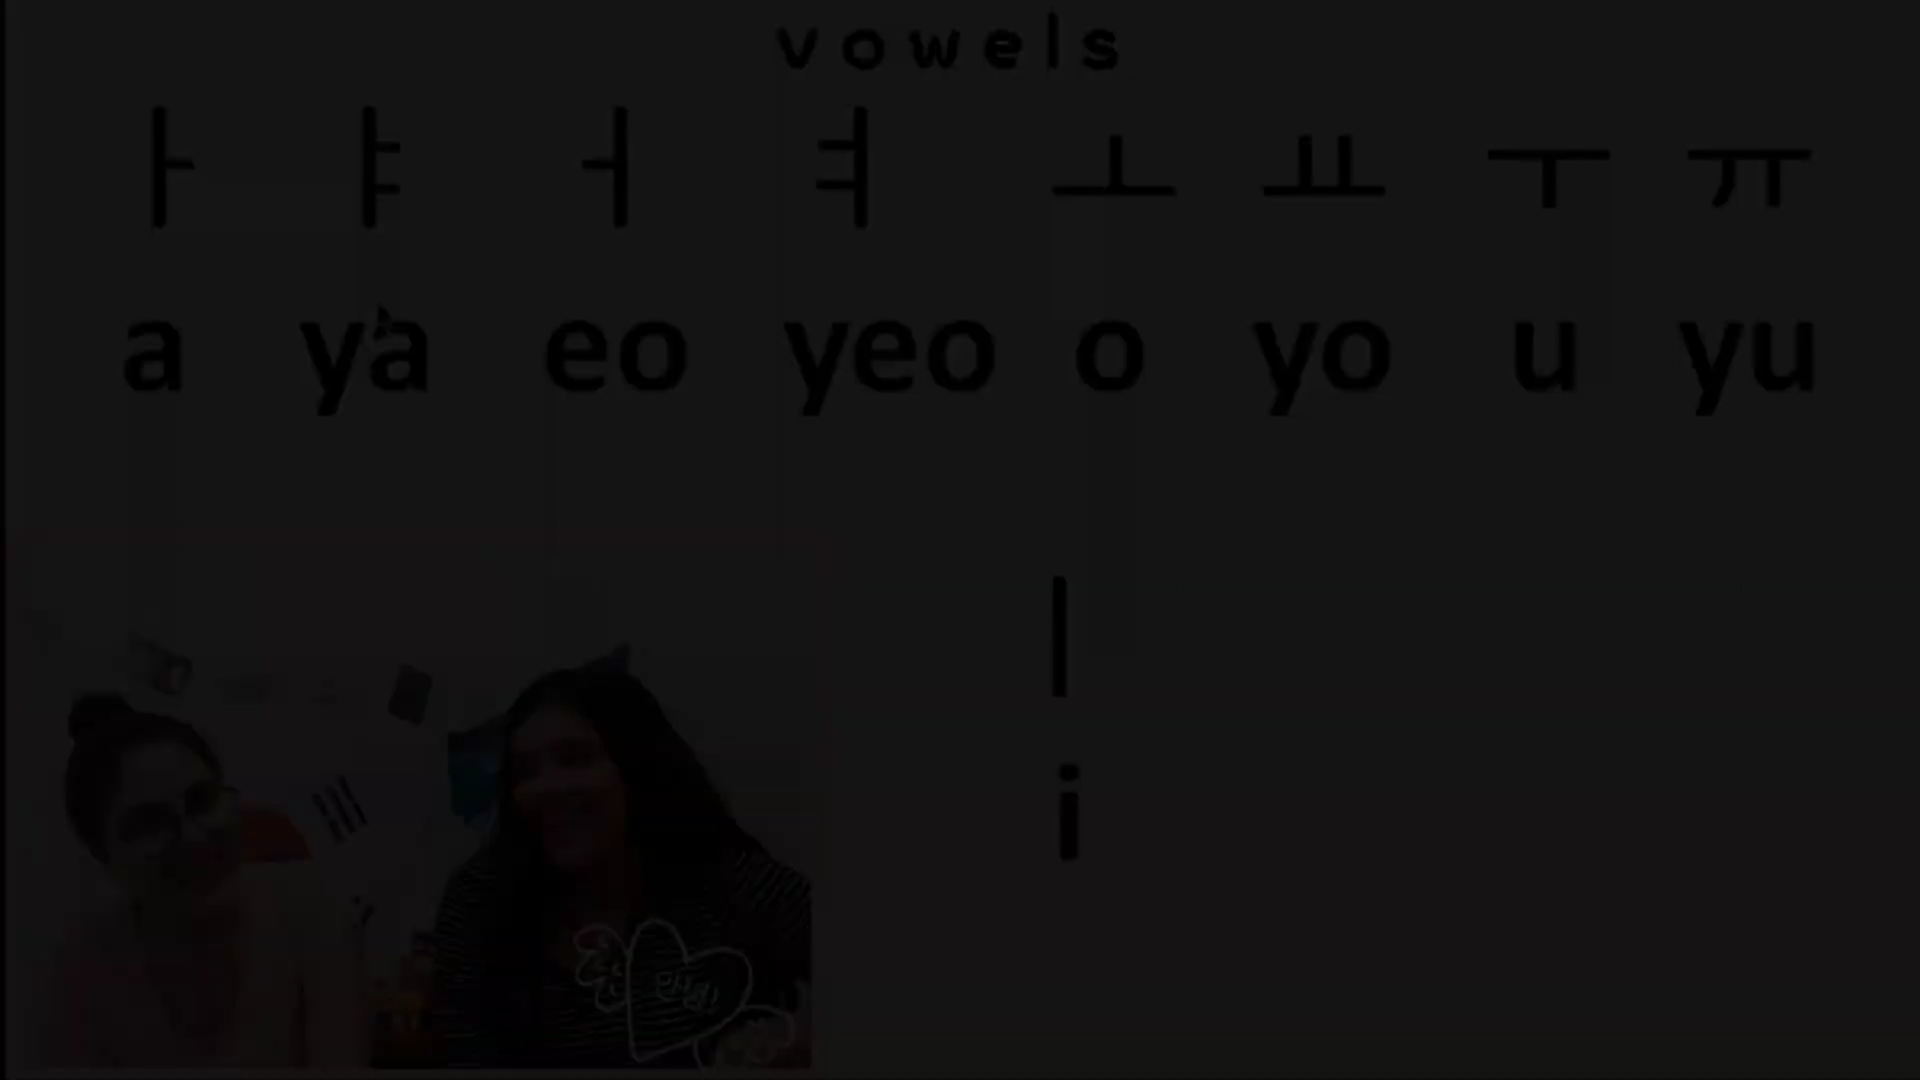 vowels
ㅏ ㅑ ㅓ ㅕ ㅗ ㅛ ㅜ ㅠ
a ya eo yeo o yo u yu
ㅣ
i